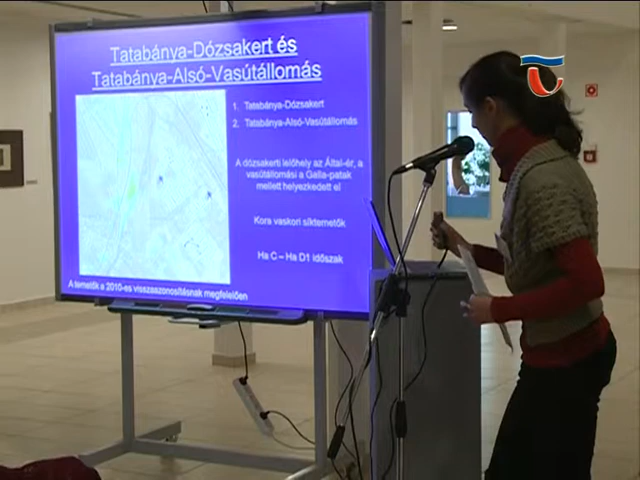 Tatabánya-Dózsakert és
Tatabánya-Alsó-Vasútállomás
1. Tatabánya-Dózsakert
2. Tatabánya-Alsó-Vasútállomás
A dózsakerti lelőhely az Által-ér, a
vasútállomási a Galla-patak
mellett helyezkedett el
Kora vaskori síktemetők
Ha C – Ha D1 időszak
A temetők a 2010-es visszaszonosításnak megfelelően